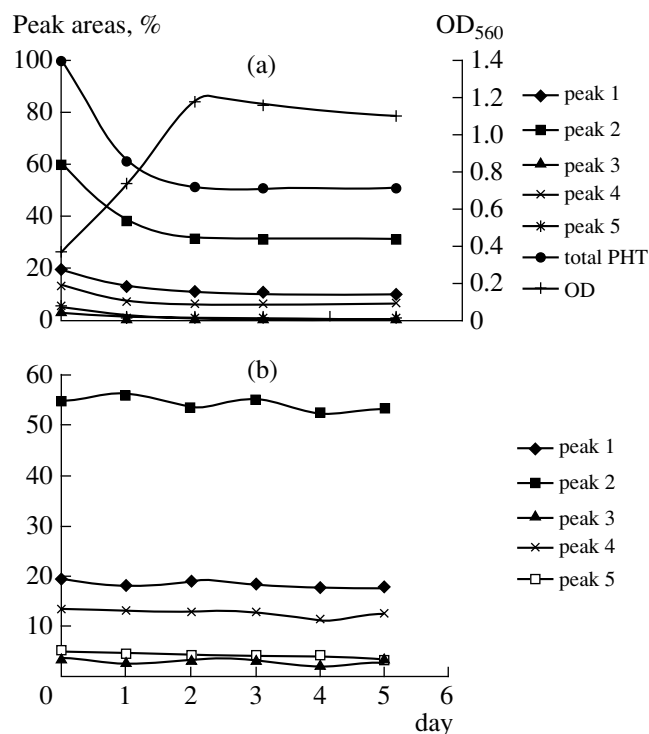 Peak areas, %
OD560
(a)
100
80
60
40
20
0
1.4
1.2
1.0
0.8
0.6
0.4
0.2
0
peak 1
peak 2
peak 3
peak 4
peak 5
total PHT
OD
(b)
60
50
40
30
20
10
0
1
2
3
4
5
6
day
peak 1
peak 2
peak 3
peak 4
peak 5